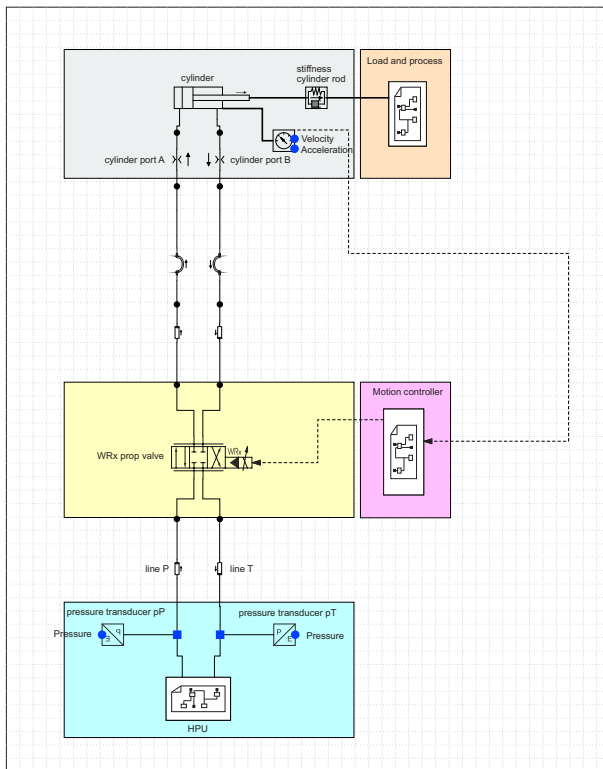 Load and process
stiffness
cylinder rod
cylinder
Velocity
Acceleration
cylinder port A
cylinder port B
Motion controller
WRx prop valve
WRx
line P
line T
pressure transducer pP
pressure transducer pT
Pressure
p
E
p
E
Pressure
HPU